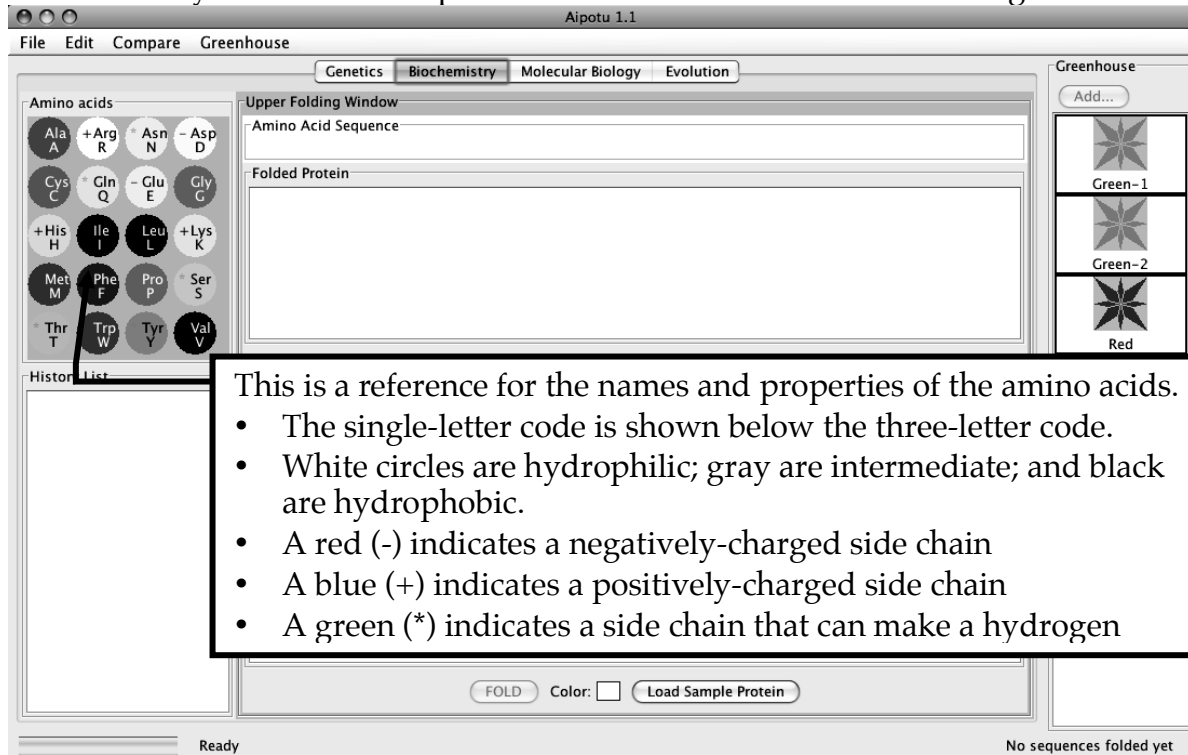 Aipotu 1.1
File Edit Compare Greenhouse
Genetics Biochemistry Molecular Biology Evolution
Greenhouse
Add...
Green-1
Green-2
Red
Amino acids
Ala +Arg * Asn - Asp
A R N D
Cys * Gln - Glu Gly
C Q E G
+His Ile Leu +Lys
H I L K
Met Phe Pro * Ser
M F P S
* Thr Trp * Tyr Val
T W Y V
Upper Folding Window
Amino Acid Sequence
Folded Protein
History List
This is a reference for the names and properties of the amino acids.
• The single-letter code is shown below the three-letter code.
• White circles are hydrophilic; gray are intermediate; and black
are hydrophobic.
• A red (-) indicates a negatively-charged side chain
• A blue (+) indicates a positively-charged side chain
• A green (*) indicates a side chain that can make a hydrogen
FOLD Color: Load Sample Protein
Ready
No sequences folded yet